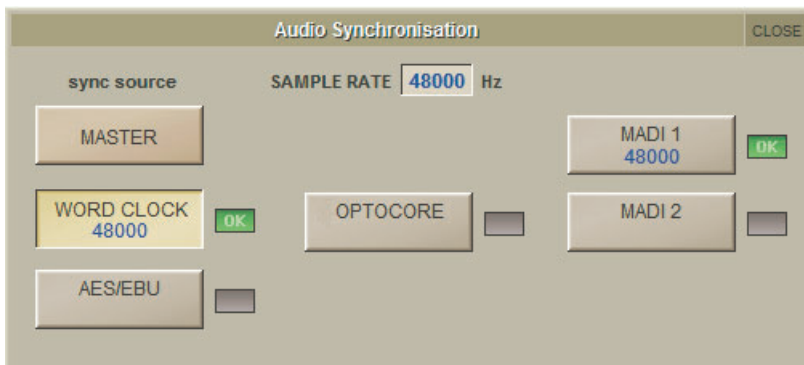 Audio Synchronisation
CLOSE
sync source
SAMPLE RATE 48000 Hz
MASTER
MADI 1
48000
OK
WORD CLOCK
48000
OK
OPTOCORE
MADI 2
AES/EBU